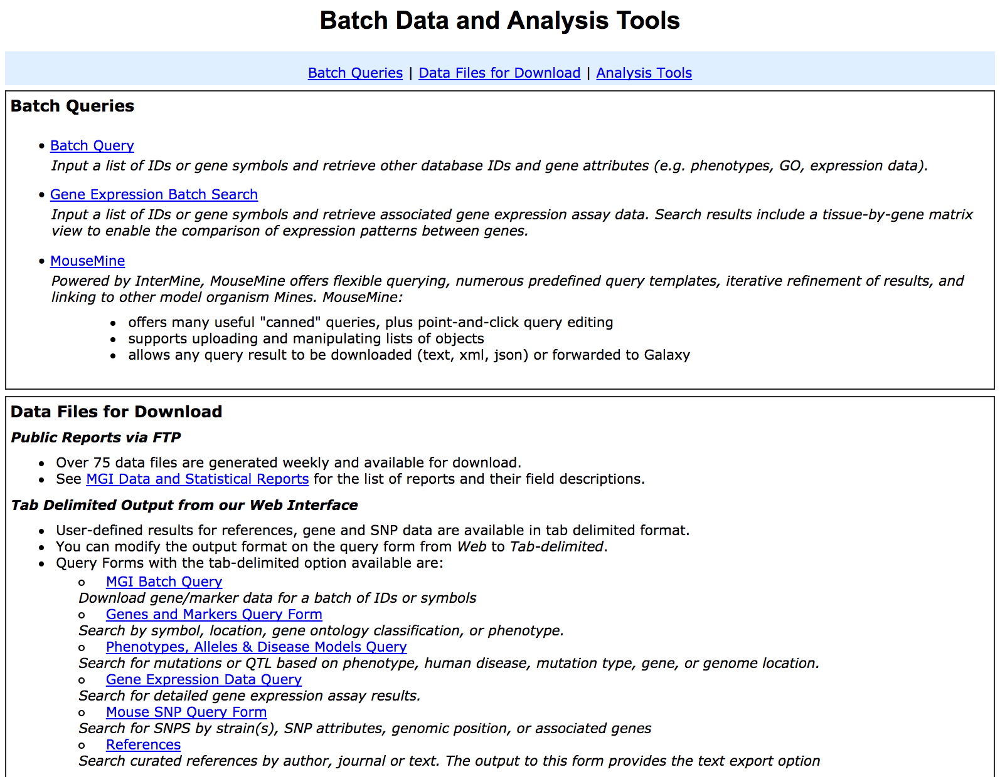 Batch Data and Analysis Tools
Batch Queries | Data Files for Download | Analysis Tools
Batch Queries
• Batch Query
Input a list of IDs or gene symbols and retrieve other database IDs and gene attributes (e.g. phenotypes, GO, expression data).
• Gene Expression Batch Search
Input a list of IDs or gene symbols and retrieve associated gene expression assay data. Search results include a tissue-by-gene matrix
view to enable the comparison of expression patterns between genes.
• MouseMine
Powered by InterMine, MouseMine offers flexible querying, numerous predefined query templates, iterative refinement of results, and
linking to other model organism Mines. MouseMine:
• offers many useful "canned" queries, plus point-and-click query editing
• supports uploading and manipulating lists of objects
• allows any query result to be downloaded (text, xml, json) or forwarded to Galaxy
Data Files for Download
Public Reports via FTP
• Over 75 data files are generated weekly and available for download.
• See MGI Data and Statistical Reports for the list of reports and their field descriptions.
Tab Delimited Output from our Web Interface
• User-defined results for references, gene and SNP data are available in tab delimited format.
• You can modify the output format on the query form from Web to Tab-delimited.
• Query Forms with the tab-delimited option available are:
○ MGI Batch Query
Download gene/marker data for a batch of IDs or symbols
○ Genes and Markers Query Form
Search by symbol, location, gene ontology classification, or phenotype.
○ Phenotypes, Alleles & Disease Models Query
Search for mutations or QTL based on phenotype, human disease, mutation type, gene, or genome location.
○ Gene Expression Data Query
Search for detailed gene expression assay results.
○ Mouse SNP Query Form
Search for SNPS by strain(s), SNP attributes, genomic position, or associated genes
○ References
Search curated references by author, journal or text. The output to this form provides the text export option